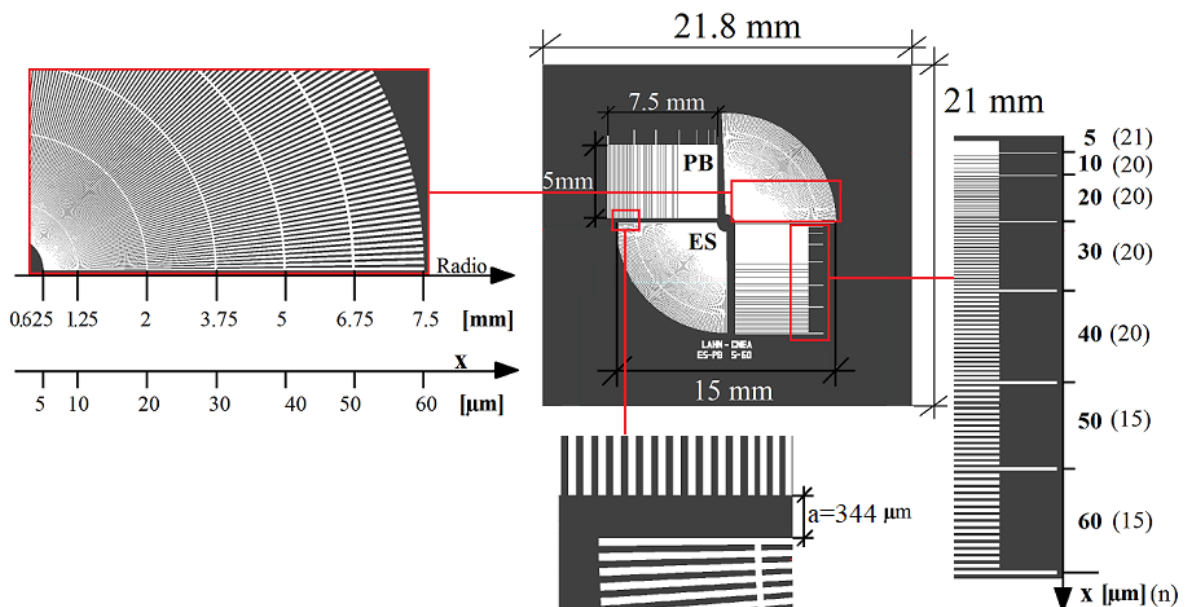 21.8 mm
21 mm
7.5 mm
5mm
PB
ES
LAHN-CNEA
ES-PB 5-60
15 mm
Radio
0.625 1.25 2 3.75 5 6.75 7.5 [mm]
x
5 10 20 30 40 50 60 [µm]
a=344 µm
5 (21)
10 (20)
20 (20)
30 (20)
40 (20)
50 (15)
60 (15)
x [µm] (n)